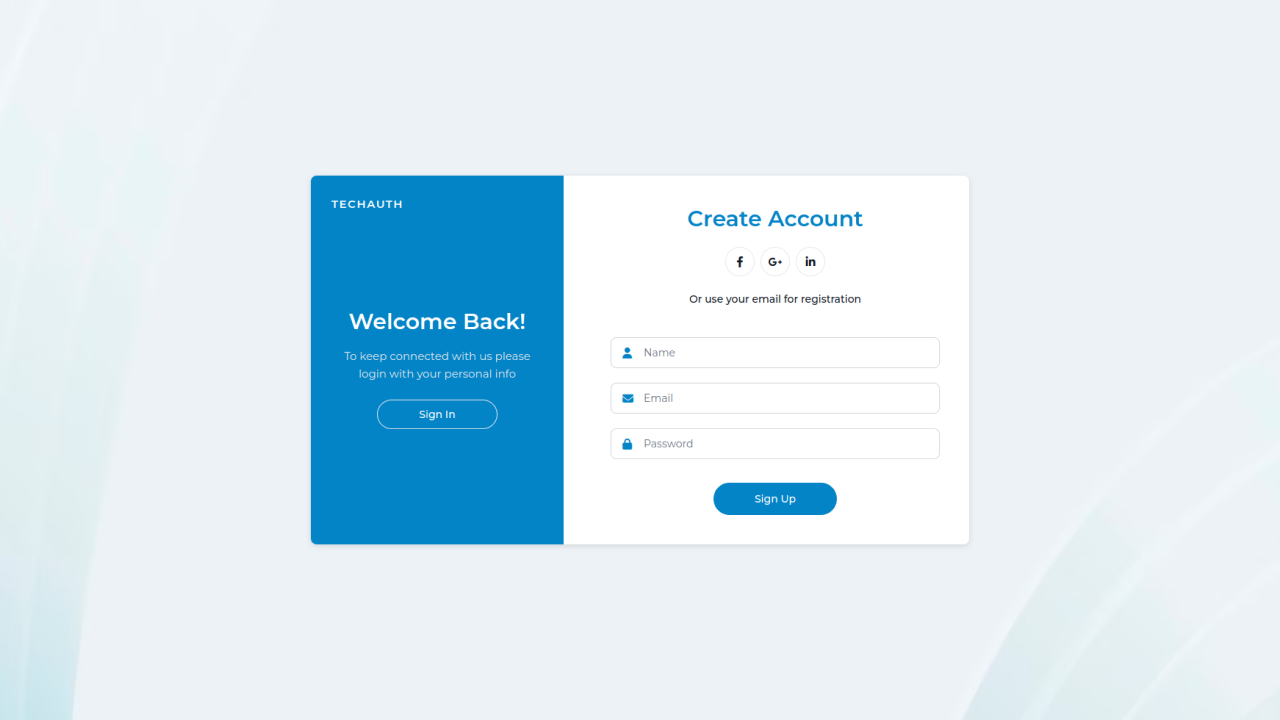 TECHAUTH
Welcome Back!
To keep connected with us please
login with your personal info
Sign In
Create Account
f
G+
in
Or use your email for registration
Name
Email
Password
Sign Up